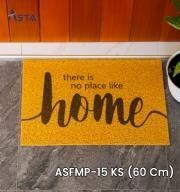 ASTA
there is
no place like
home
ASFMP-15 KS (60 Cm)